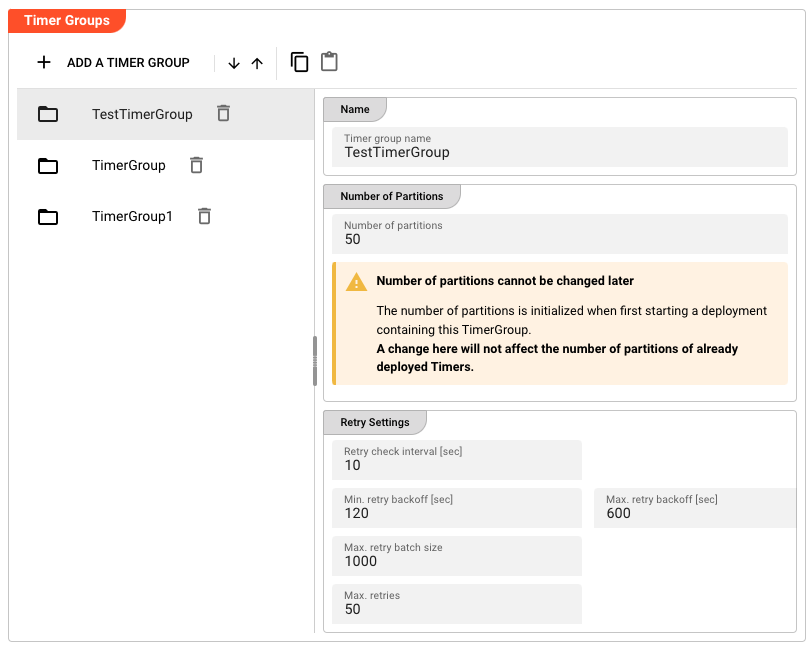 Timer Groups
ADD A TIMER GROUP
TestTimerGroup
TimerGroup
TimerGroup1
Name
Timer group name
TestTimerGroup
Number of Partitions
Number of partitions
50
Number of partitions cannot be changed later
The number of partitions is initialized when first starting a deployment
containing this TimerGroup.
A change here will not affect the number of partitions of already
deployed Timers.
Retry Settings
Retry check interval [sec]
10
Min. retry backoff [sec]
120
Max. retry backoff [sec]
600
Max. retry batch size
1000
Max. retries
50